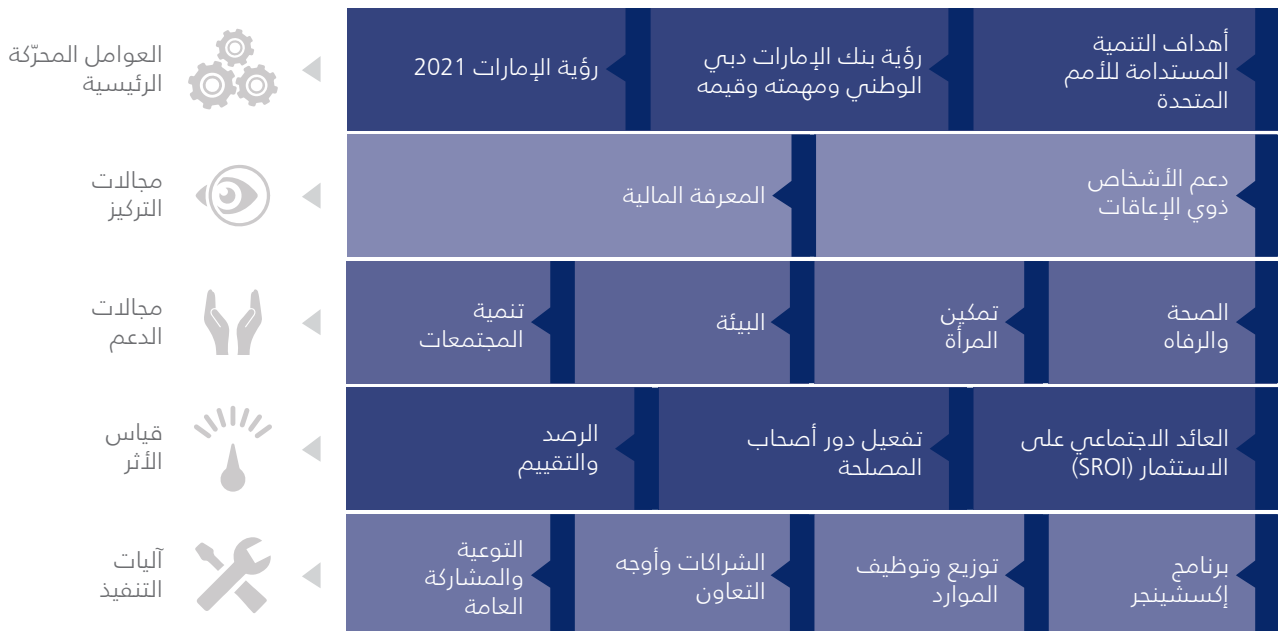 العوامل المحرّكة
الرئيسية
أهداف التنمية
المستدامة للأمم
المتحدة
رؤية بنك الإمارات دبي
الوطني ومهمته وقيمه
رؤية الإمارات 2021
مجالات
التركيز
دعم الأشخاص
ذوي الإعاقات
المعرفة المالية
مجالات
الدعم
الصحة
والرفاه
تمكين
المرأة
البيئة
تنمية
المجتمعات
قياس
الأثر
العائد الاجتماعي على
الاستثمار (SROI)
تفعيل دور أصحاب
المصلحة
الرصد
والتقييم
آليات
التنفيذ
برنامج
إكسشينجر
توزيع وتوظيف
الموارد
الشراكات وأوجه
التعاون
التوعية
والمشاركة
العامة